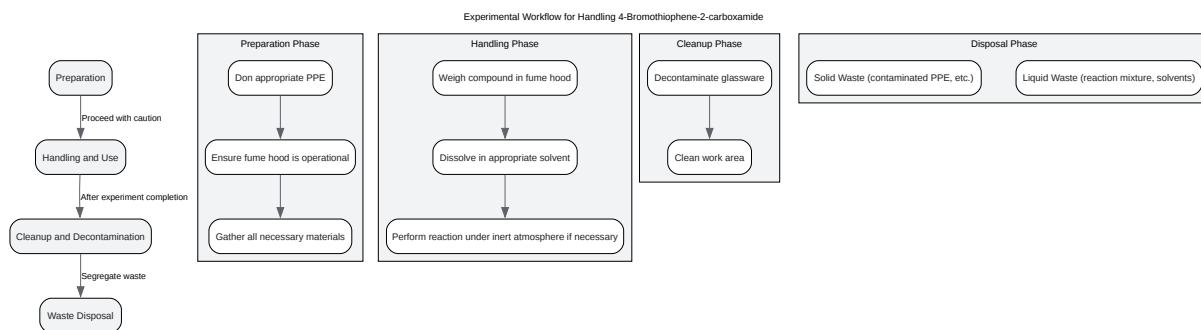 Experimental Workflow for Handling 4-Bromothiophene-2-carboxamide
Preparation
Proceed with caution
Handling and Use
After experiment completion
Cleanup and Decontamination
Segregate waste
Waste Disposal
Preparation Phase
Don appropriate PPE
Ensure fume hood is operational
Gather all necessary materials
Handling Phase
Weigh compound in fume hood
Dissolve in appropriate solvent
Perform reaction under inert atmosphere if necessary
Cleanup Phase
Decontaminate glassware
Clean work area
Disposal Phase
Solid Waste (contaminated PPE, etc.)
Liquid Waste (reaction mixture, solvents)